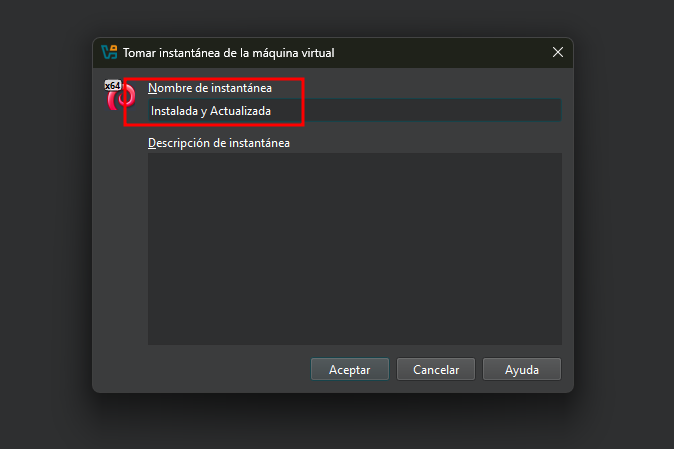 Tomar instantánea de la máquina virtual
x64
Nombre de instantánea
Instalada y Actualizada
Descripción de instantánea
Aceptar
Cancelar
Ayuda